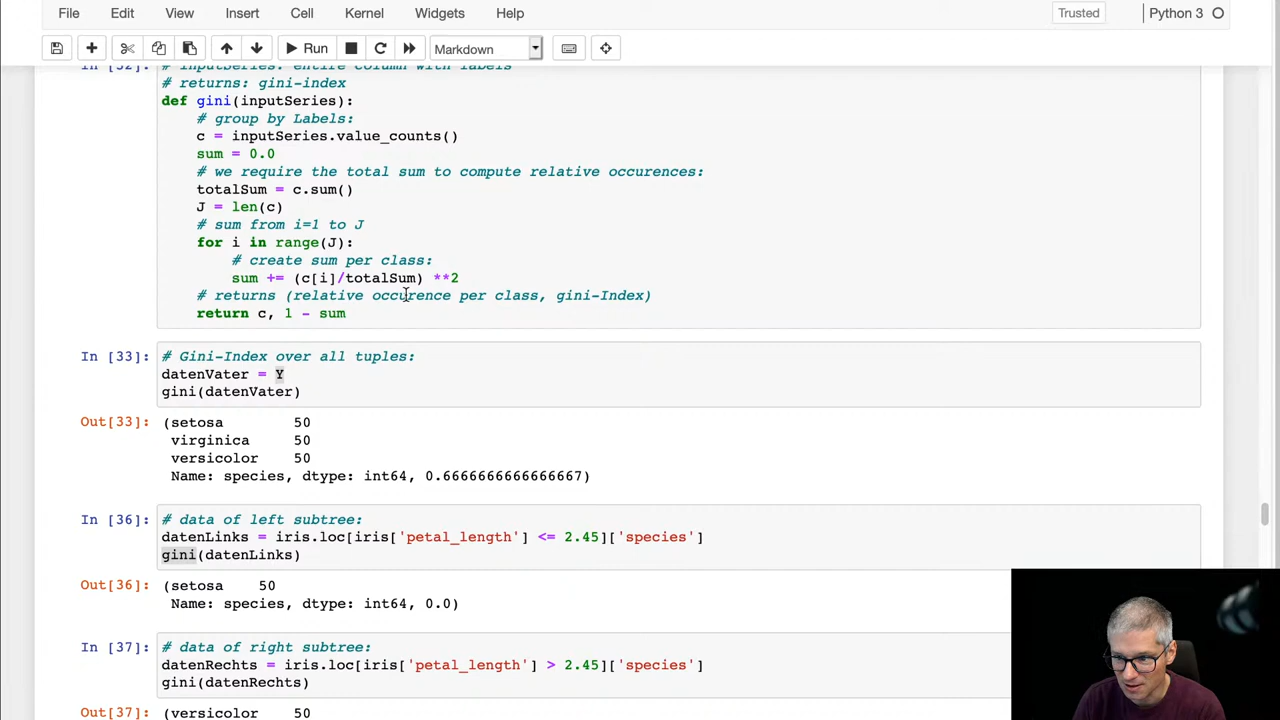 File Edit View Insert Cell Kernel Widgets Help Trusted Python 3
Run Markdown
In [32]: # inputSeries: entire column with labels
# returns: gini-index
def gini(inputSeries):
# group by Labels:
c = inputSeries.value_counts()
sum = 0.0
# we require the total sum to compute relative occurences:
totalSum = c.sum()
J = len(c)
# sum from i=1 to J
for i in range(J):
# create sum per class:
sum += (c[i]/totalSum) **2
# returns (relative occurence per class, gini-Index)
return c, 1 - sum
In [33]: # Gini-Index over all tuples:
datenVater = Y
gini(datenVater)
Out[33]: (setosa 50
virginica 50
versicolor 50
Name: species, dtype: int64, 0.6666666666666667)
In [36]: # data of left subtree:
datenLinks = iris.loc[iris['petal_length'] <= 2.45]['species']
gini(datenLinks)
Out[36]: (setosa 50
Name: species, dtype: int64, 0.0)
In [37]: # data of right subtree:
datenRechts = iris.loc[iris['petal_length'] > 2.45]['species']
gini(datenRechts)
Out[37]: (versicolor 50